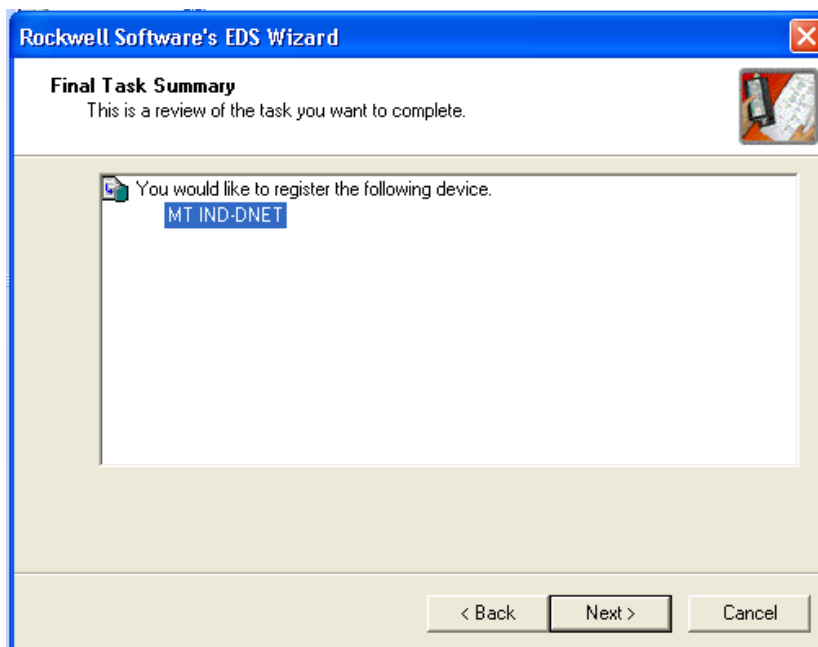 Rockwell Software's EDS Wizard
Final Task Summary
This is a review of the task you want to complete.
You would like to register the following device.
MT IND-DNET
< Back
Next >
Cancel